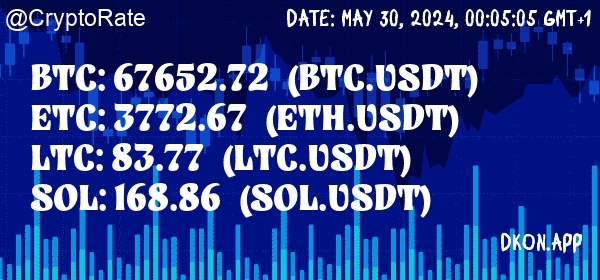 @CryptoRate
DATE: MAY 30, 2024, 00:05:05 GMT+1
BTC: 67652.72 (BTC.USDT)
ETC: 3772.67 (ETH.USDT)
LTC: 83.77 (LTC.USDT)
SOL: 168.86 (SOL.USDT)
DKON.APP